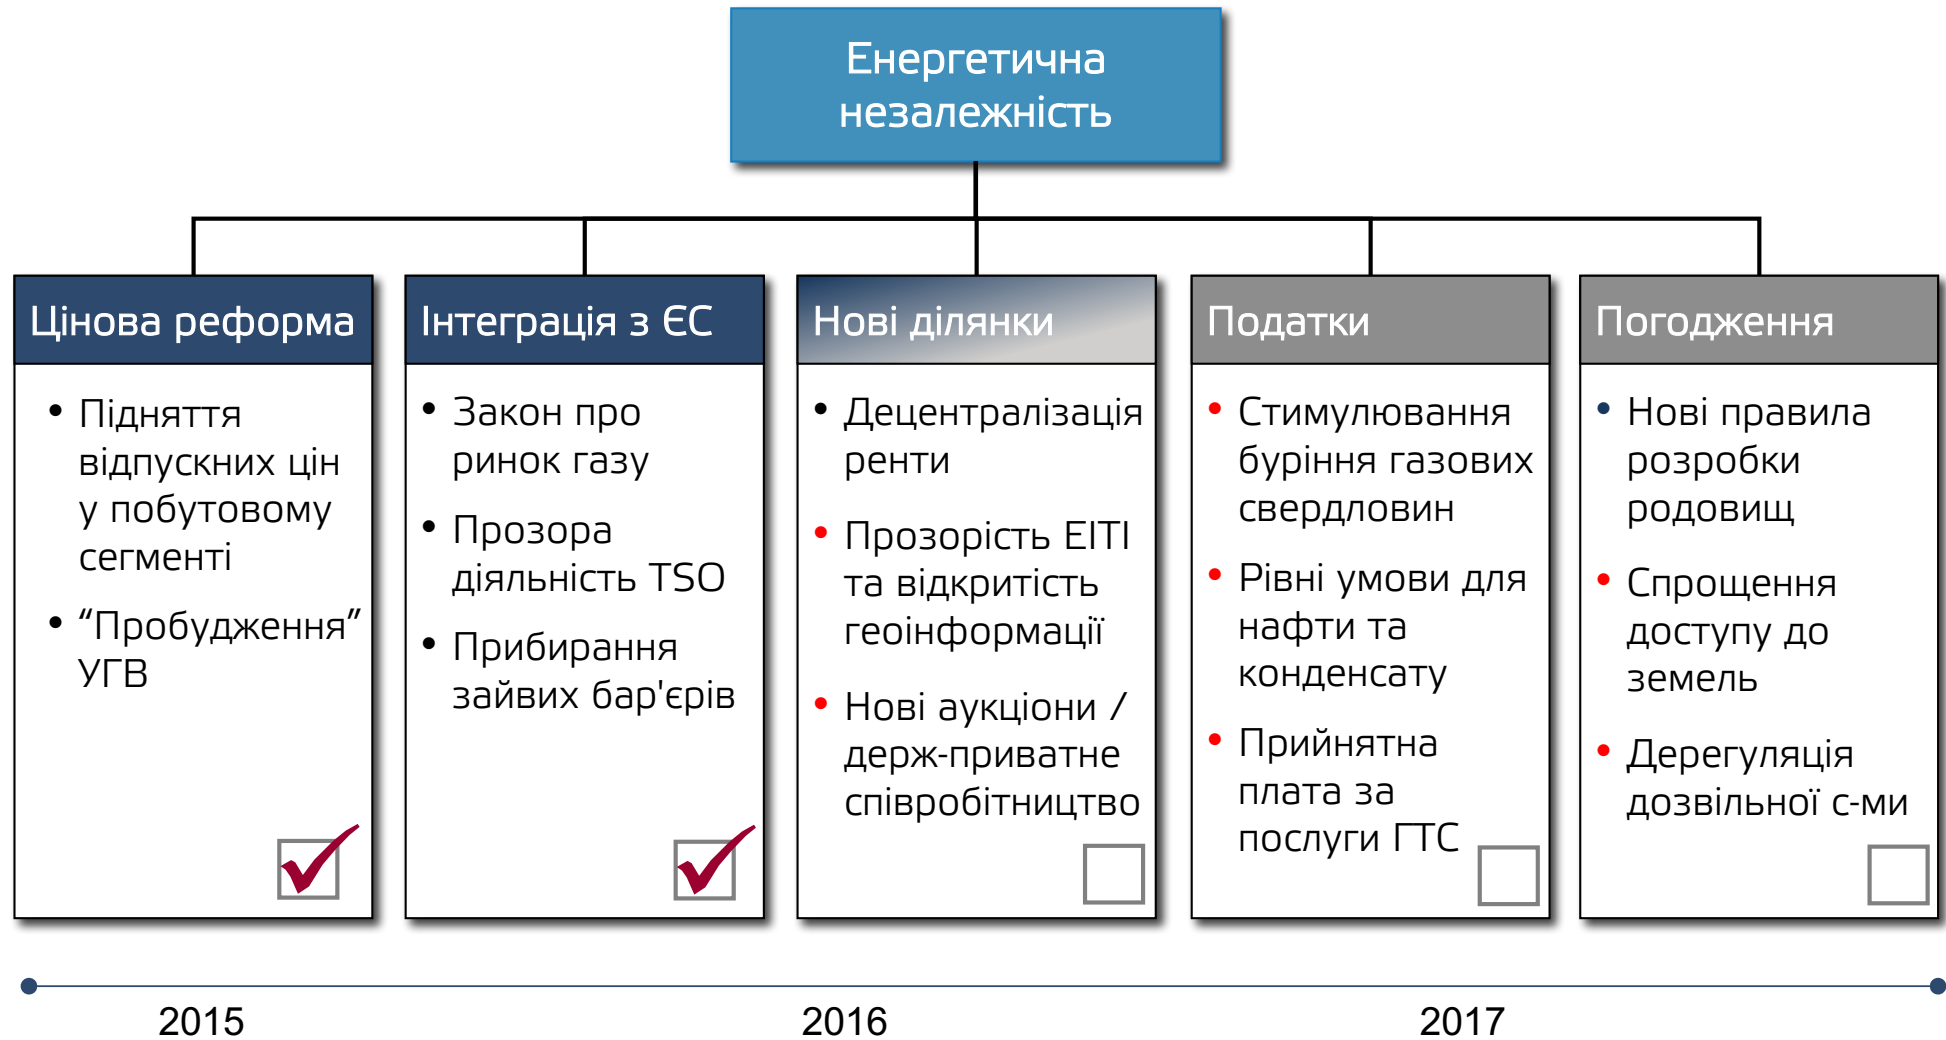 Енергетична
незалежність
Цінова реформа
• Підняття
відпускних цін
у побутовому
сегменті
• “Пробудження”
УГВ
Інтеграція з ЄС
• Закон про
ринок газу
• Прозора
діяльність TSO
• Прибирання
зайвих бар'єрів
Нові ділянки
• Децентралізація
ренти
• Прозорість EITI
та відкритість
геоінформації
• Нові аукціони /
держ-приватне
співробітництво
Податки
• Стимулювання
буріння газових
свердловин
• Рівні умови для
нафти та
конденсату
• Прийнятна
плата за
послуги ГТС
Погодження
• Нові правила
розробки
родовищ
• Спрощення
доступу до
земель
• Дерегуляція
дозвільної с-ми
2015
2016
2017